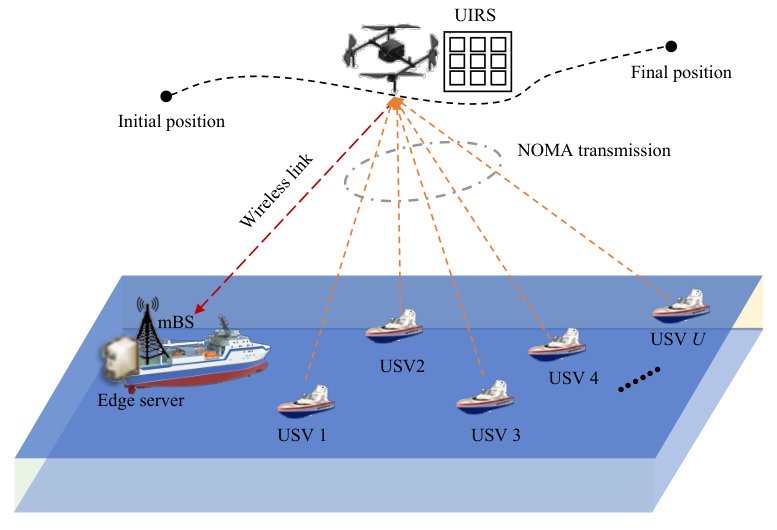 UIRS
Final position
Initial position
NOMA transmission
Wireless link
mBS
USV U
USV2
USV 4
Edge server
USV 1
USV 3